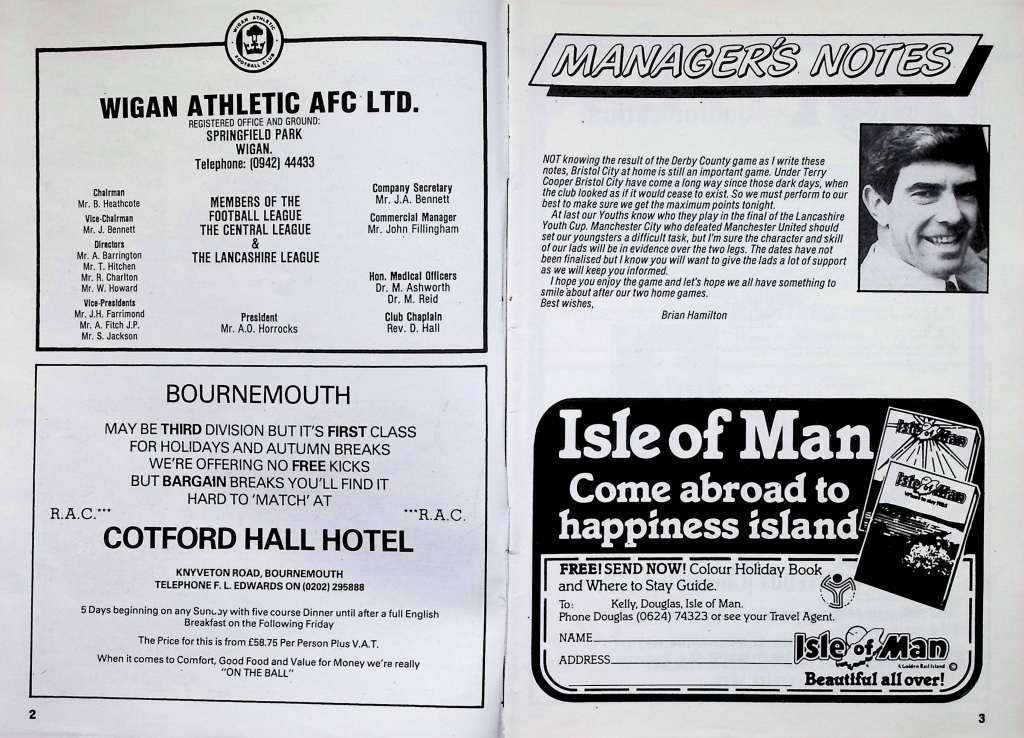 WIGAN ATHLETIC
FOOTBALL CLUB
WIGAN ATHLETIC AFC LTD.
REGISTERED OFFICE AND GROUND:
SPRINGFIELD PARK
WIGAN.
Telephone: (0942) 44433
Chairman
Mr. B. Heathcote
Vice-Chairman
Mr. J. Bennett
Directors
Mr. A. Barrington
Mr. T. Hitchen
Mr. R. Charlton
Mr. W. Howard
Vice-Presidents
Mr. J.H. Farrimond
Mr. A. Fitch J.P.
Mr. S. Jackson
MEMBERS OF THE
FOOTBALL LEAGUE
THE CENTRAL LEAGUE
&
THE LANCASHIRE LEAGUE
President
Mr. A.O. Horrocks
Company Secretary
Mr. J.A. Bennett
Commercial Manager
Mr. John Fillingham
Hon. Medical Officers
Dr. M. Ashworth
Dr. M. Reid
Club Chaplain
Rev. D. Hall
BOURNEMOUTH
MAY BE THIRD DIVISION BUT IT'S FIRST CLASS
FOR HOLIDAYS AND AUTUMN BREAKS
WE'RE OFFERING NO FREE KICKS
BUT BARGAIN BREAKS YOU'LL FIND IT
HARD TO 'MATCH' AT
R.A.C.*** ***R.A.C.
COTFORD HALL HOTEL
KNYVETON ROAD, BOURNEMOUTH
TELEPHONE F. L. EDWARDS ON (0202) 295888
5 Days beginning on any Sunday with five course Dinner until after a full English
Breakfast on the Following Friday
The Price for this is from £58.75 Per Person Plus V.A.T.
When it comes to Comfort, Good Food and Value for Money we're really
"ON THE BALL"
2
MANAGER'S NOTES
NOT knowing the result of the Derby County game as I write these
notes, Bristol City at home is still an important game. Under Terry
Cooper Bristol City have come a long way since those dark days, when
the club looked as if it would cease to exist. So we must perform to our
best to make sure we get the maximum points tonight.
At last our Youths know who they play in the final of the Lancashire
Youth Cup. Manchester City who defeated Manchester United should
set our youngsters a difficult task, but I'm sure the character and skill
of our lads will be in evidence over the two legs. The dates have not
been finalised but I know you will want to give the lads a lot of support
as we will keep you informed.
I hope you enjoy the game and let's hope we all have something to
smile about after our two home games.
Best wishes,
Brian Hamilton
Isle of Man
Come abroad to
happiness island
Isle of Man
Isle of Man
Where to stay 1985
FREE! SEND NOW! Colour Holiday Book
and Where to Stay Guide.
To: Kelly, Douglas, Isle of Man.
Phone Douglas (0624) 74323 or see your Travel Agent.
NAME
ADDRESS
Isle of Man
A Golden Rail Island
Beautiful all over!
3